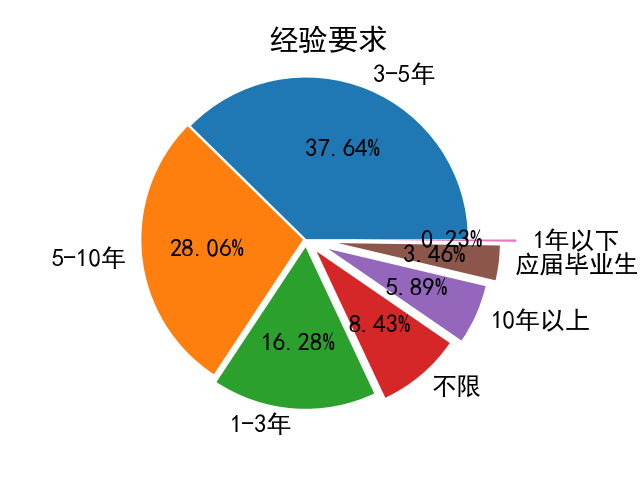 经验要求
3-5年
37.64%
5-10年
28.06%
1-3年
16.28%
不限
8.43%
10年以上
5.89%
应届毕业生
3.46%
1年以下
0.23%